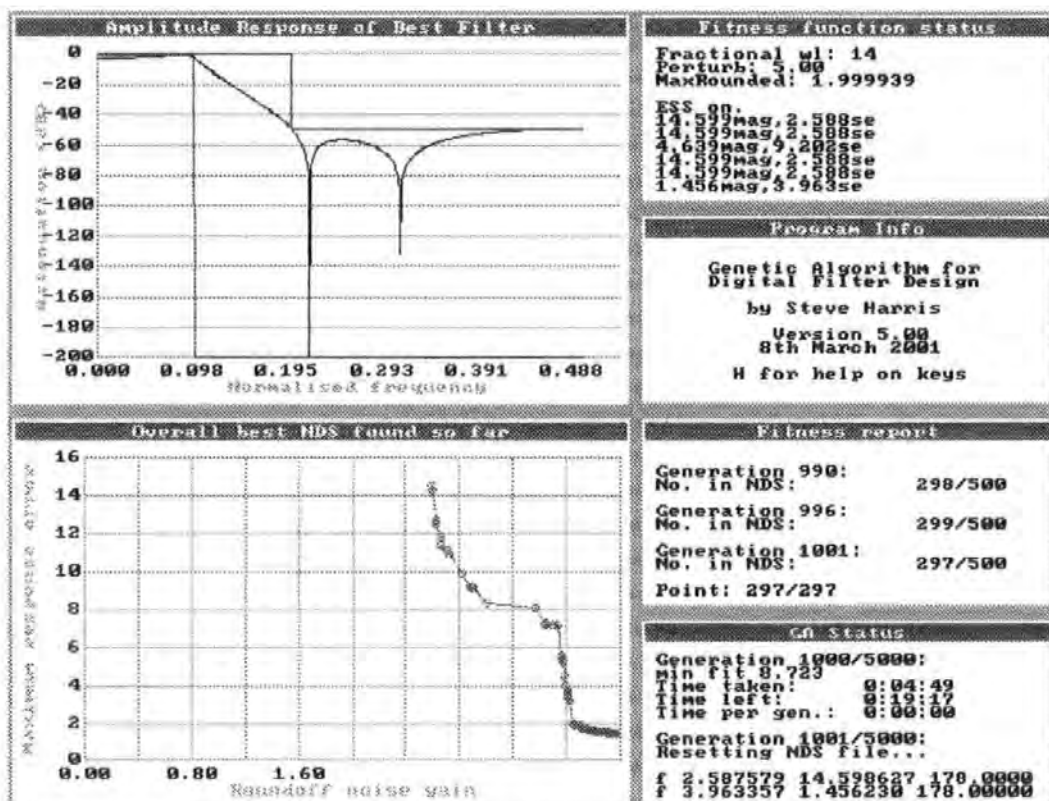 Amplitude Response of Best Filter
0
-20
-40
-60
-80
-100
-120
-140
-160
-180
-200
0.000 0.098 0.195 0.293 0.391 0.488
Normalised frequency
Overall best NDS found so far
16
14
12
10
8
6
4
2
0
0.00 0.80 1.60
Roundoff noise gain
Fitness function status
Fractional wl: 14
Perturb: 5.00
MaxRounded: 1.999939
ESS on.
14.599mag,2.588se
14.599mag,2.588se
4.639mag,9.202se
14.599mag,2.588se
14.599mag,2.588se
1.456mag,3.963se
Program Info
Genetic Algorithm for
Digital Filter Design
by Steve Harris
Version 5.00
8th March 2001
H for help on keys
Fitness report
Generation 990:
No. in NDS: 298/500
Generation 996:
No. in NDS: 299/500
Generation 1001:
No. in NDS: 297/500
Point: 297/297
GA Status
Generation 1000/5000:
min fit 8.723
Time taken: 0:04:49
Time left: 0:19:17
Time per gen.: 0:00:00
Generation 1001/5000:
Resetting NDS file...
f 2.587579 14.598627 178.0000
f 3.963357 1.456230 178.00000